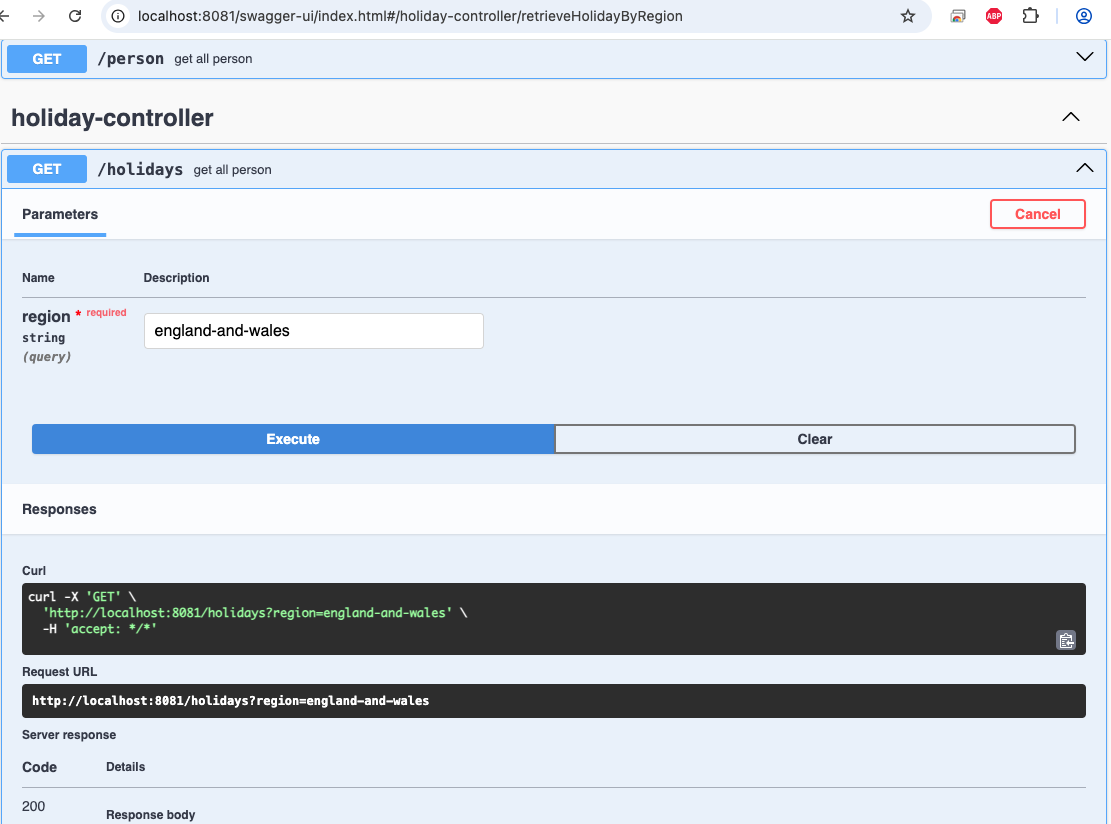 localhost:8081/swagger-ui/index.html#/holiday-controller/retrieveHolidayByRegion
ABP
GET /person get all person
holiday-controller
GET /holidays get all person
Parameters
Cancel
Name Description
region * required
string
(query)
england-and-wales
Execute Clear
Responses
Curl
curl -X 'GET' \
'http://localhost:8081/holidays?region=england-and-wales' \
-H 'accept: */*'
Request URL
http://localhost:8081/holidays?region=england-and-wales
Server response
Code Details
200
Response body